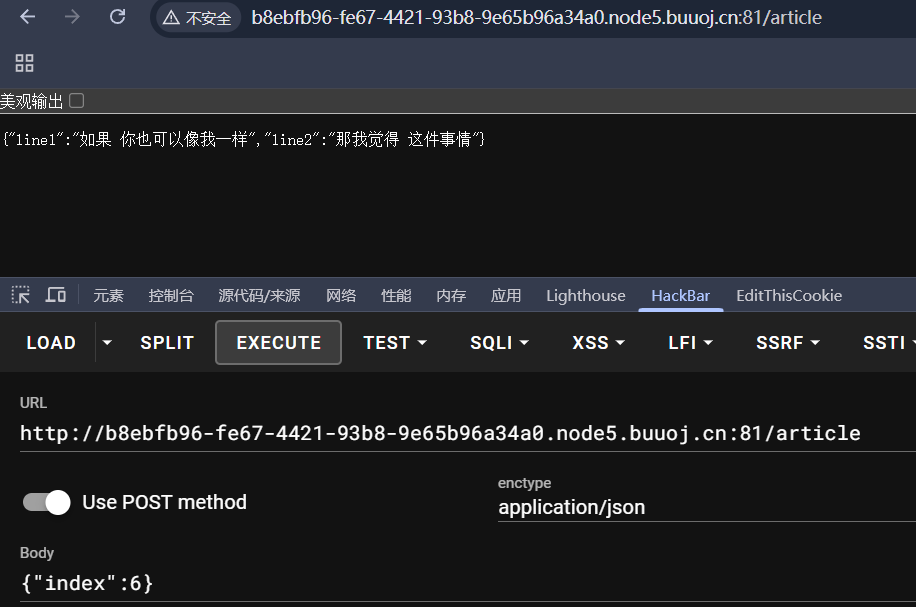 不安全 b8ebfb96-fe67-4421-93b8-9e65b96a34a0.node5.buuoj.cn:81/article
美观输出
{"line1":"如果 你也可以像我一样","line2":"那我觉得 这件事情"}
元素 控制台 源代码/来源 网络 性能 内存 应用 Lighthouse HackBar EditThisCookie
LOAD SPLIT EXECUTE TEST SQLI XSS LFI SSRF SSTI
URL
http://b8ebfb96-fe67-4421-93b8-9e65b96a34a0.node5.buuoj.cn:81/article
enctype
Use POST method
application/json
Body
{"index":6}